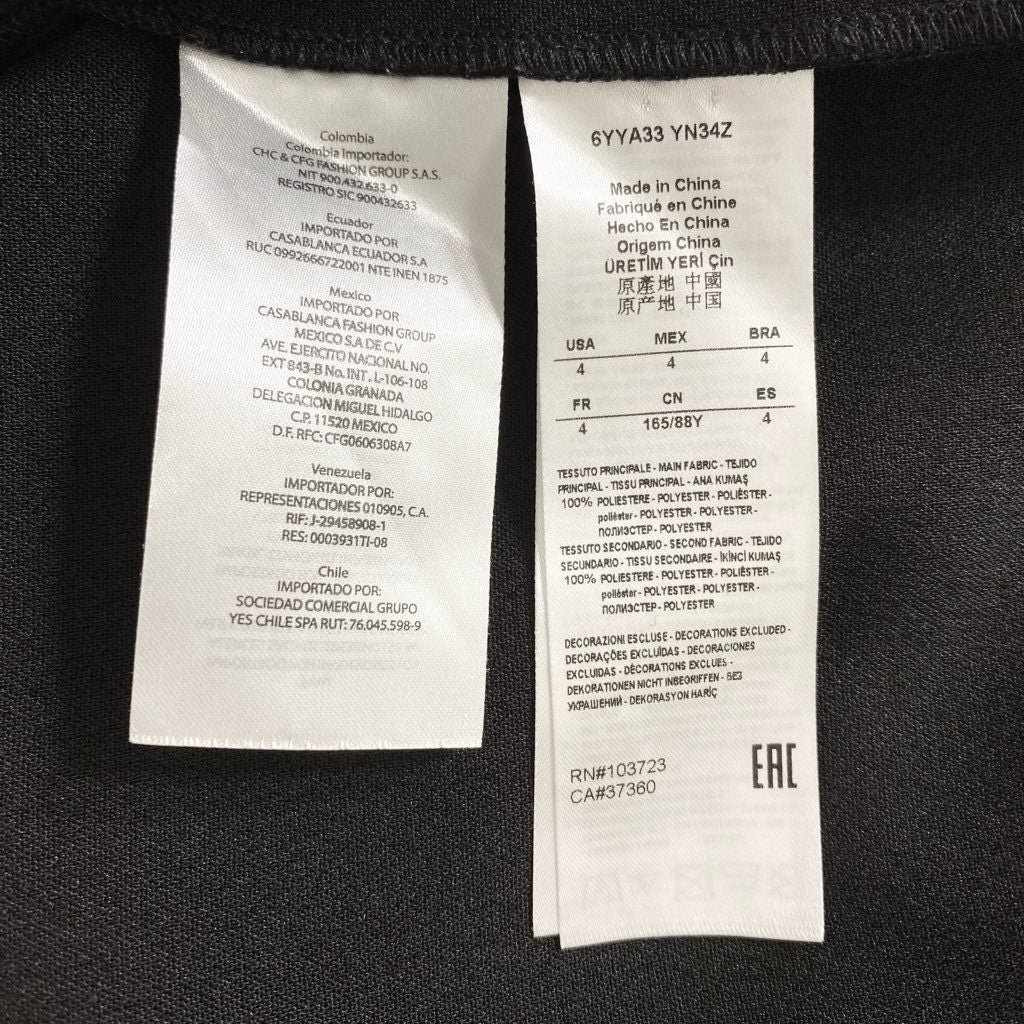 Colombia
Colombia Importador:
CHC & CFG FASHION GROUP S.A.S.
NIT 900.432.633-0
REGISTRO SIC 900432633
Ecuador
IMPORTADO POR
CASABLANCA ECUADOR S.A
RUC 0992666722001 NTE INEN 1875
Mexico
IMPORTADO POR
CASABLANCA FASHION GROUP
MEXICO S.A DE C.V
AVE. EJERCITO NACIONAL NO.
EXT 843-B No. INT. L-106-108
COLONIA GRANADA
DELEGACION MIGUEL HIDALGO
C.P. 11520 MEXICO
D.F. RFC: CFG0606308A7
Venezuela
IMPORTADOR POR:
REPRESENTACIONES 010905, C.A.
RIF: J-29458908-1
RES: 0003931TI-08
Chile
IMPORTADO POR:
SOCIEDAD COMERCIAL GRUPO
YES CHILE SPA RUT: 76.045.598-9
6YYA33 YN34Z
Made in China
Fabriqué en Chine
Hecho En China
Origem China
ÜRETİM YERİ Çin
原產地 中國
原产地 中国
USA MEX BRA
4 4 4
FR CN ES
4 165/88Y 4
TESSUTO PRINCIPALE - MAIN FABRIC - TEJIDO
PRINCIPAL - TISSU PRINCIPAL - ANA KUMAŞ
100% POLIESTERE - POLYESTER - POLIÉSTER -
poliéster - POLYESTER - POLYESTER -
ПОЛИЭСТЕР - POLYESTER
TESSUTO SECONDARIO - SECOND FABRIC - TEJIDO
SECUNDARIO - TISSU SECONDAIRE - İKİNCİ KUMAŞ
100% POLIESTERE - POLYESTER - POLIÉSTER -
poliéster - POLYESTER - POLYESTER -
ПОЛИЭСТЕР - POLYESTER
DECORAZIONI ESCLUSE - DECORATIONS EXCLUDED -
DECORAÇÕES EXCLUÍDAS - DECORACIONES
EXCLUIDAS - DÉCORATIONS EXCLUES -
DEKORATIONEN NICHT INBEGRIFFEN - БЕЗ
УКРАШЕНИЙ - DEKORASYON HARİÇ
RN#103723
CA#37360
EAC